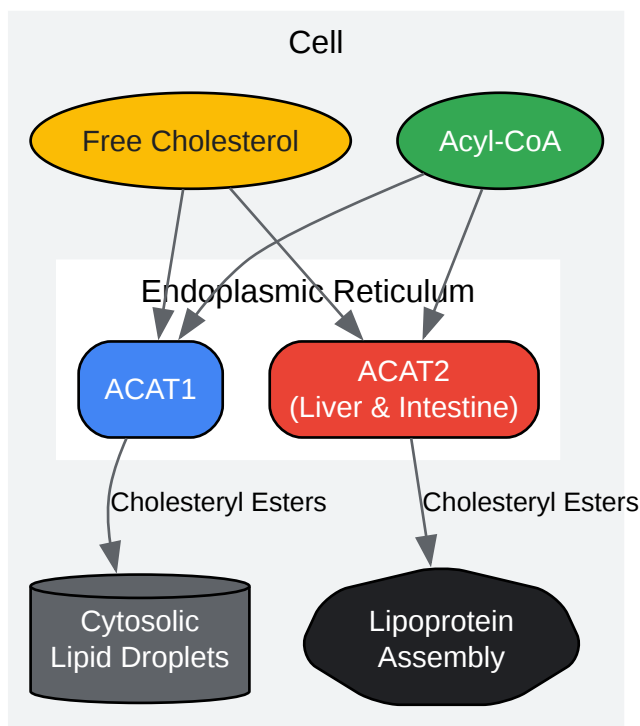 Cell
Free Cholesterol
Acyl-CoA
Endoplasmic Reticulum
ACAT1
ACAT2
(Liver & Intestine)
Cholesteryl Esters
Cholesteryl Esters
Cytosolic
Lipid Droplets
Lipoprotein
Assembly